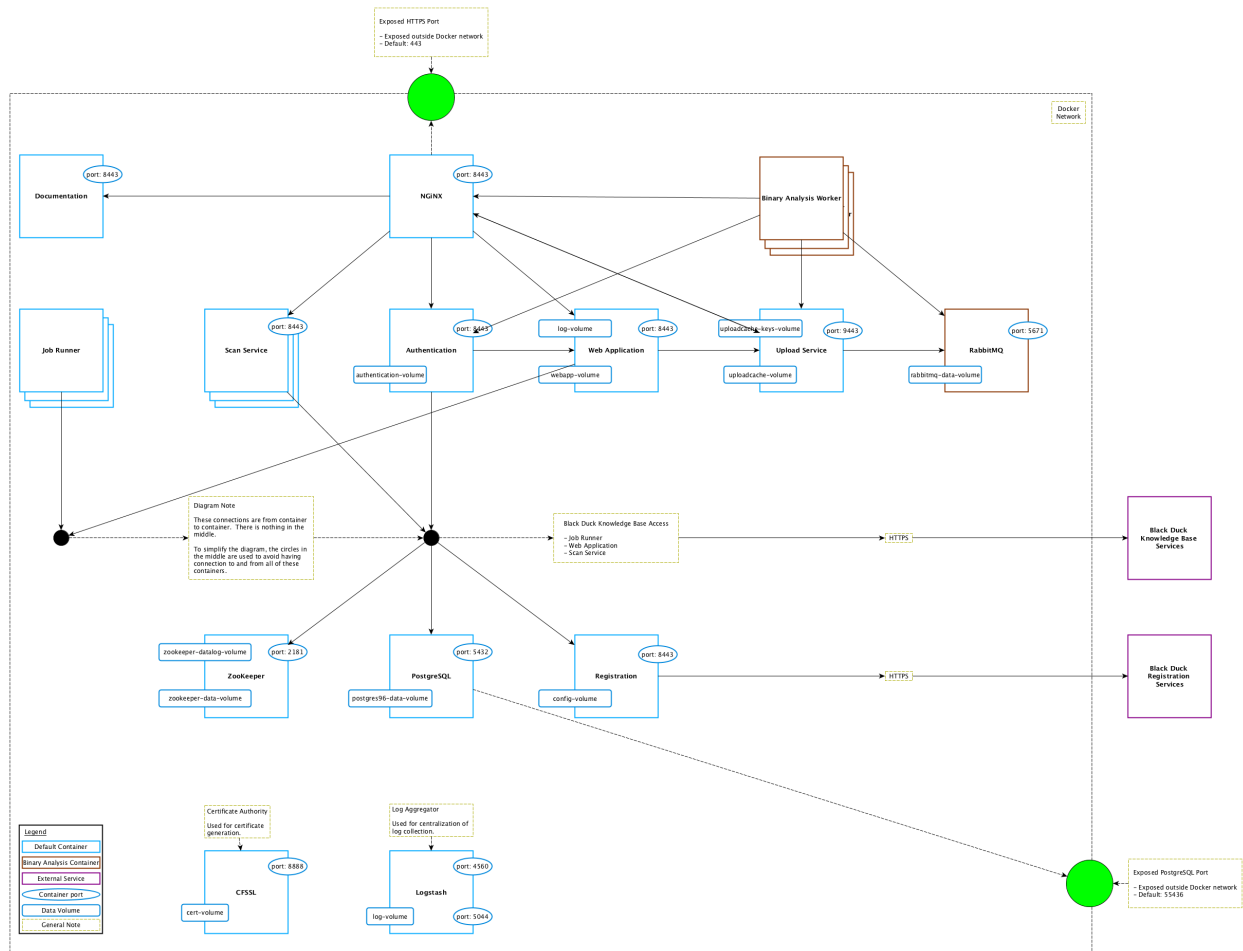 Exposed HTTPS Port
- Exposed outside Docker network
- Default: 443
Docker
Network
port: 8443
Documentation
port: 8443
NGiNX
Binary Analysis Worker
Job Runner
port: 8443
Scan Service
port: 8443
Authentication
authentication-volume
log-volume
port: 8443
Web Application
webapp-volume
uploadcache-keys-volume
port: 9443
Upload Service
uploadcache-volume
port: 5671
RabbitMQ
rabbitmq-data-volume
Diagram Note
These connections are from container
to container. There is nothing in the
middle.
To simplify the diagram, the circles in
the middle are used to avoid having
connection to and from all of these
containers.
Black Duck Knowledge Base Access
- Job Runner
- Web Application
- Scan Service
HTTPS
Black Duck
Knowledge Base
Services
zookeeper-datalog-volume
port: 2181
ZooKeeper
zookeeper-data-volume
port: 5432
PostgreSQL
postgres96-data-volume
port: 8443
Registration
config-volume
HTTPS
Black Duck
Registration
Services
Certificate Authority
Used for certificate
generation.
Log Aggregator
Used for centralization of
log collection.
Legend
Default Container
Binary Analysis Container
External Service
Container port
Data Volume
General Note
port: 8888
CFSSL
cert-volume
port: 4560
Logstash
log-volume
port: 5044
Exposed PostgreSQL Port
- Exposed outside Docker network
- Default: 55436